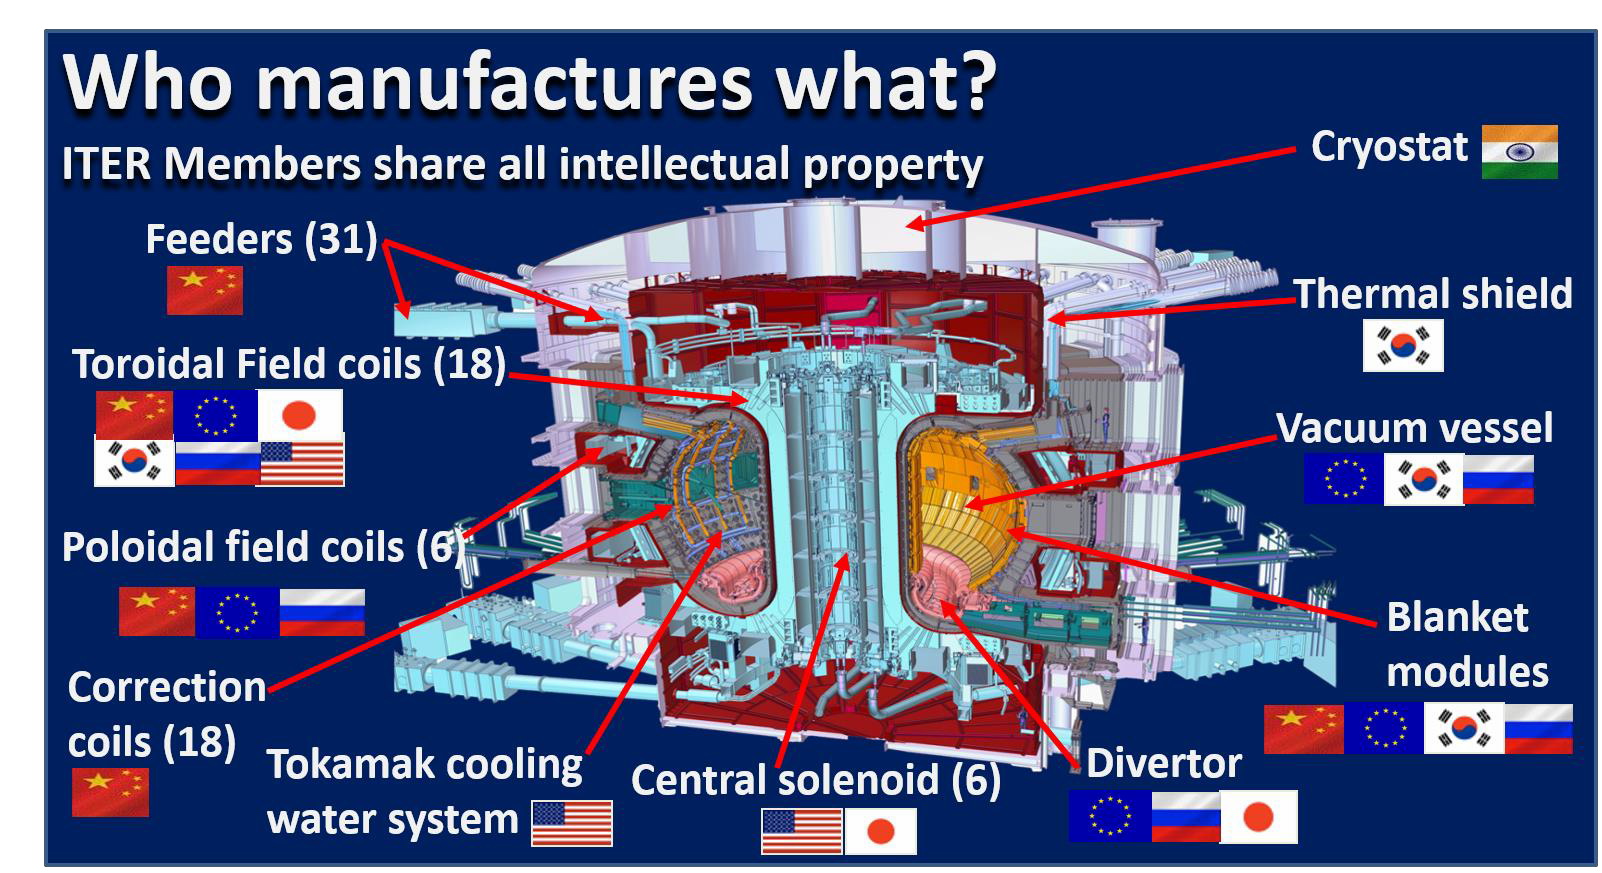 Who manufactures what?
ITER Members share all intellectual property
Cryostat
Feeders (31)
Thermal shield
Toroidal Field coils (18)
Vacuum vessel
Poloidal field coils (6)
Blanket
modules
Correction
coils (18)
Tokamak cooling
water system
Central solenoid (6)
Divertor